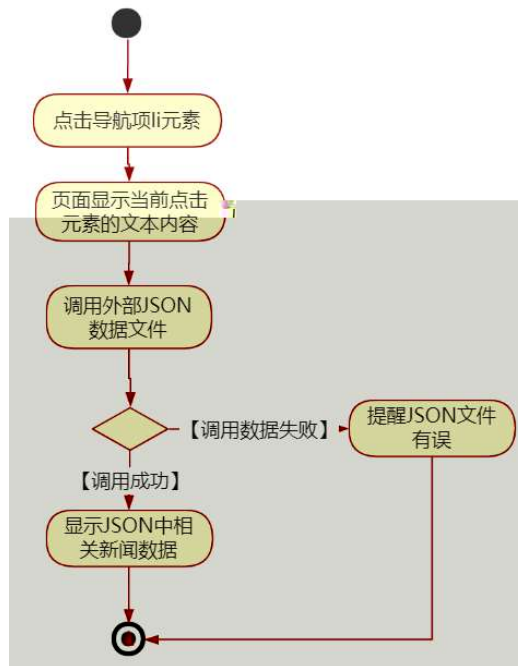 点击导航项li元素
页面显示当前点击
元素的文本内容
调用外部JSON
数据文件
【调用数据失败】
提醒JSON文件
有误
【调用成功】
显示JSON中相
关新闻数据